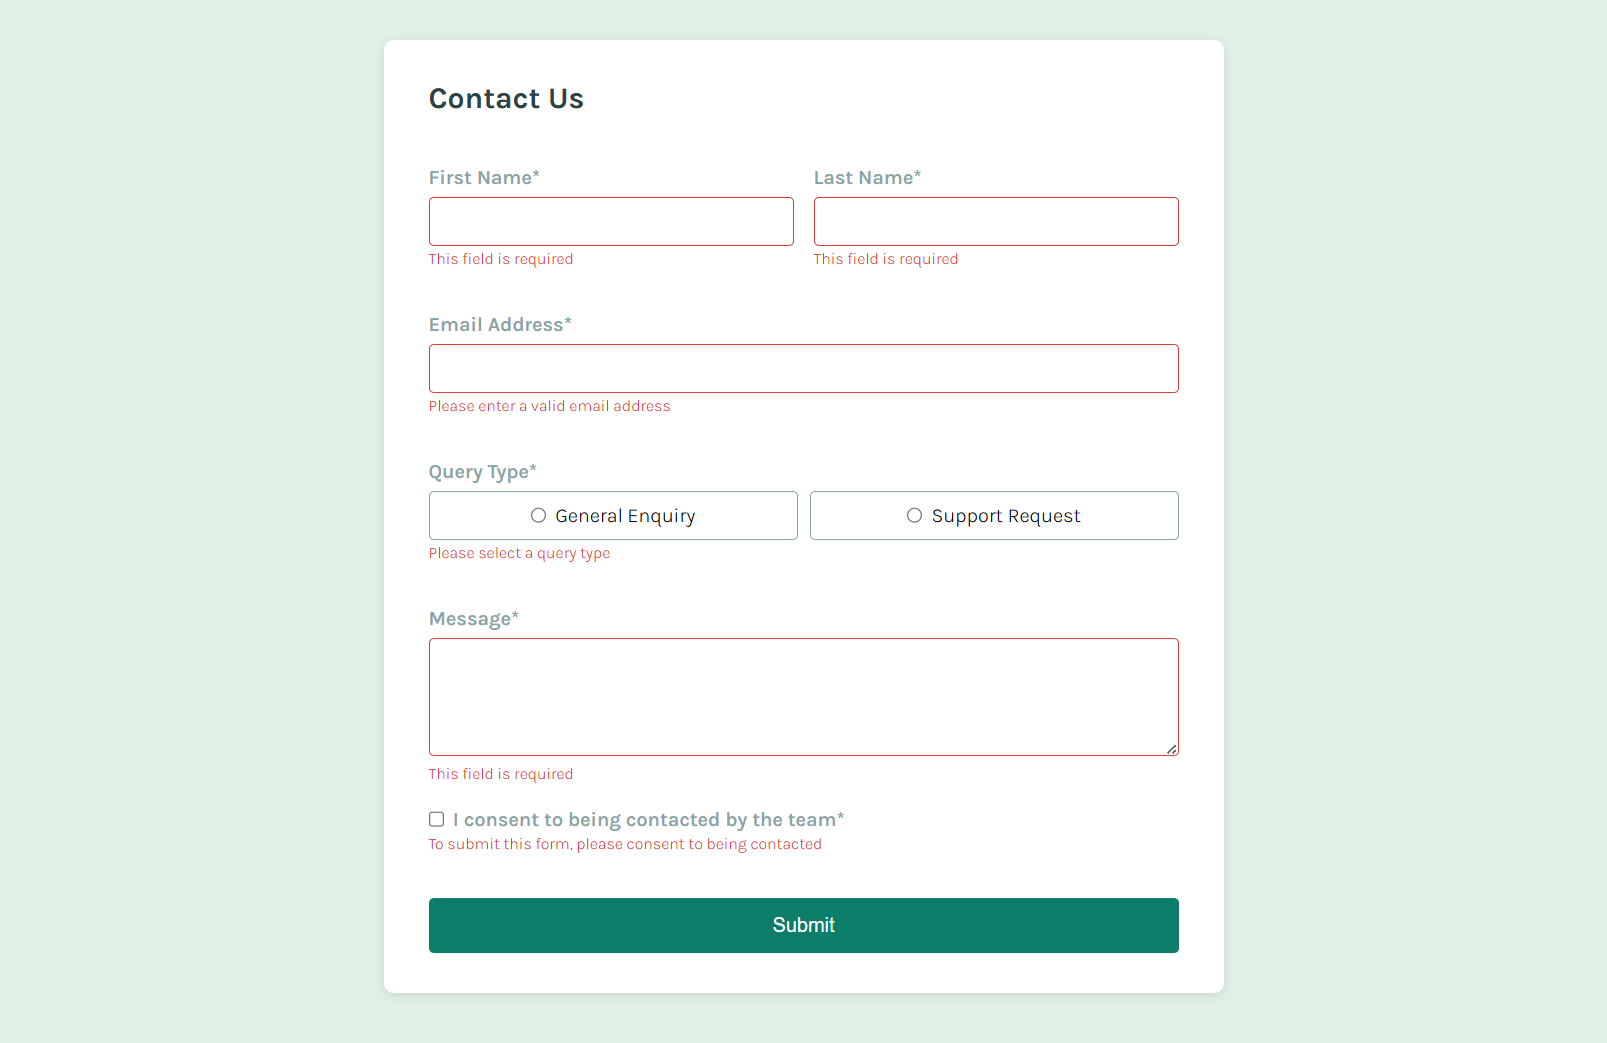 Contact Us
First Name* Last Name*
This field is required This field is required
Email Address*
Please enter a valid email address
Query Type*
General Enquiry Support Request
Please select a query type
Message*
This field is required
I consent to being contacted by the team*
To submit this form, please consent to being contacted
Submit